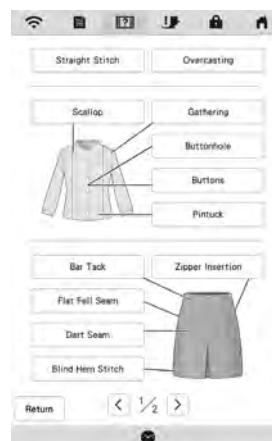 Straight Stitch
Overcasting
Scallop
Gathering
Buttonhole
Buttons
Pintuck
Bar Tack
Zipper Insertion
Flat Fell Seam
Dart Seam
Blind Hem Stitch
Return
< 1/2 >